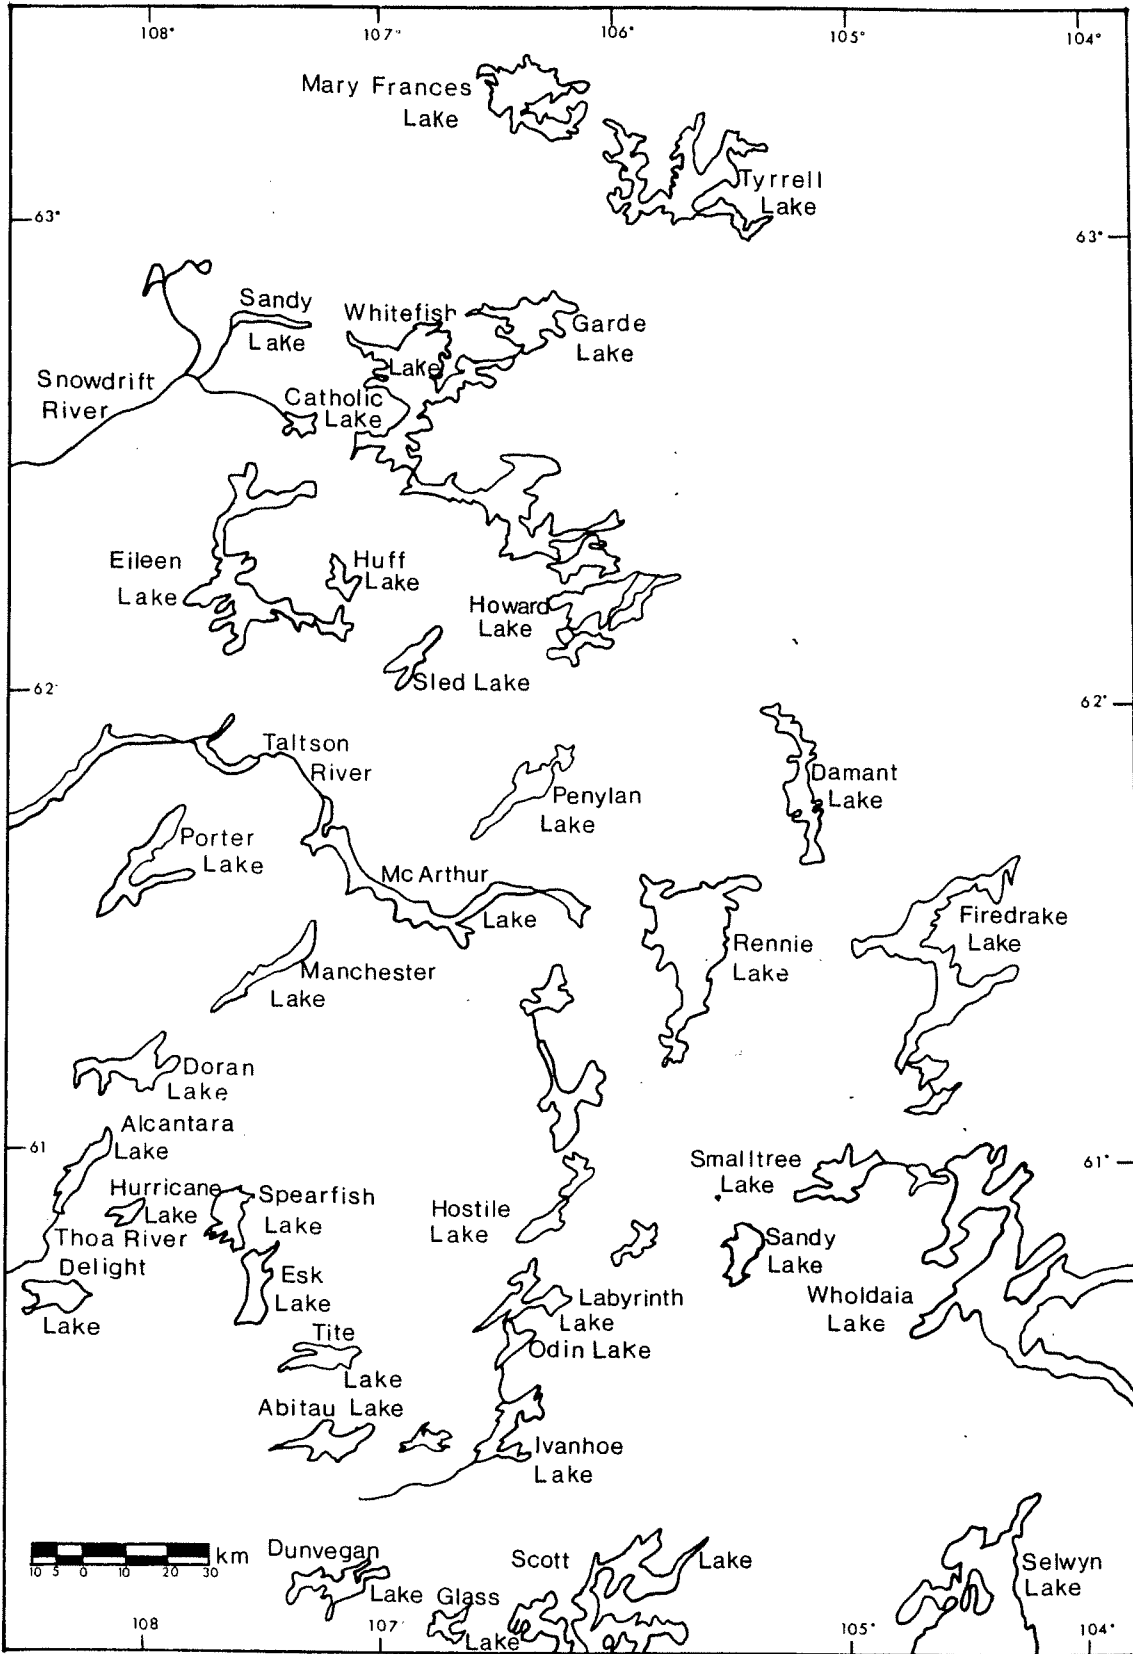 108° 107° 106° 105° 104°
Mary Frances
Lake
Tyrrell
Lake
63°
63°
Sandy
Lake
Whitefish
Lake
Garde
Lake
Snowdrift
River
Catholic
Lake
Eileen
Lake
Huff
Lake
Howard
Lake
Sled Lake
62
62°
Taltson
River
Penylan
Lake
Damant
Lake
Porter
Lake
McArthur
Lake
Firedrake
Lake
Rennie
Lake
Manchester
Lake
Doran
Lake
Alcantara
Lake
61
61°
Smalltree
Lake
Hurricane
Lake
Spearfish
Lake
Hostile
Lake
Thoa River
Sandy
Lake
Delight
Lake
Esk
Lake
Labyrinth
Lake
Wholdaia
Lake
Tite
Lake
Odin Lake
Abitau Lake
Ivanhoe
Lake
km
10 5 0 10 20 30
Dunvegan
Lake
Scott Lake
Selwyn
Lake
Glass
Lake
108 107 105° 104°